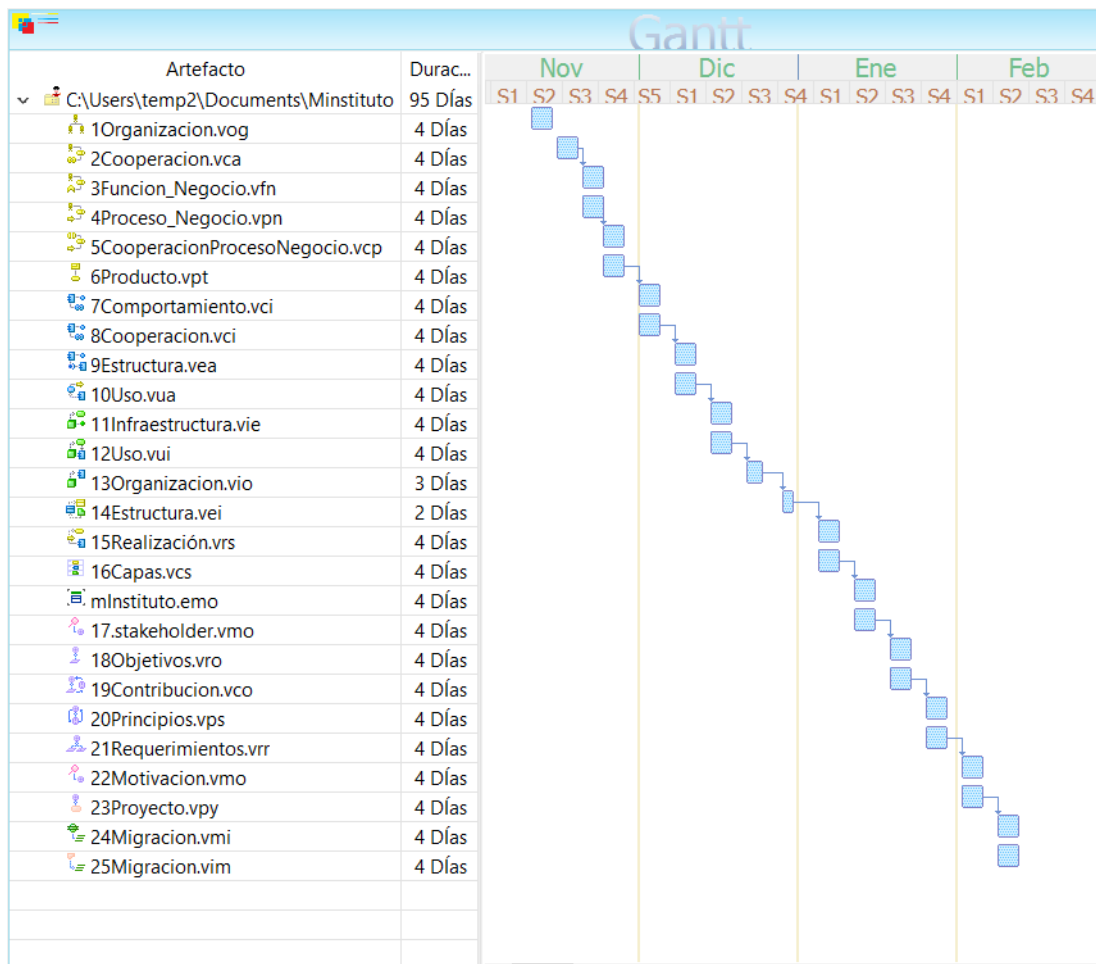 Gantt
Artefacto Durac... Nov Dic Ene Feb
C:\Users\temp2\Documents\Minstituto 95 Días S1 S2 S3 S4 S5 S1 S2 S3 S4 S1 S2 S3 S4 S1 S2 S3 S4
1Organizacion.vog 4 Días
2Cooperacion.vca 4 Días
3Funcion_Negocio.vfn 4 Días
4Proceso_Negocio.vpn 4 Días
5CooperacionProcesoNegocio.vcp 4 Días
6Producto.vpt 4 Días
7Comportamiento.vci 4 Días
8Cooperacion.vci 4 Días
9Estructura.vea 4 Días
10Uso.vua 4 Días
11Infraestructura.vie 4 Días
12Uso.vui 4 Días
13Organizacion.vio 3 Días
14Estructura.vei 2 Días
15Realización.vrs 4 Días
16Capas.vcs 4 Días
mInstituto.emo 4 Días
17.stakeholder.vmo 4 Días
18Objetivos.vro 4 Días
19Contribucion.vco 4 Días
20Principios.vps 4 Días
21Requerimientos.vrr 4 Días
22Motivacion.vmo 4 Días
23Proyecto.vpy 4 Días
24Migracion.vmi 4 Días
25Migracion.vim 4 Días